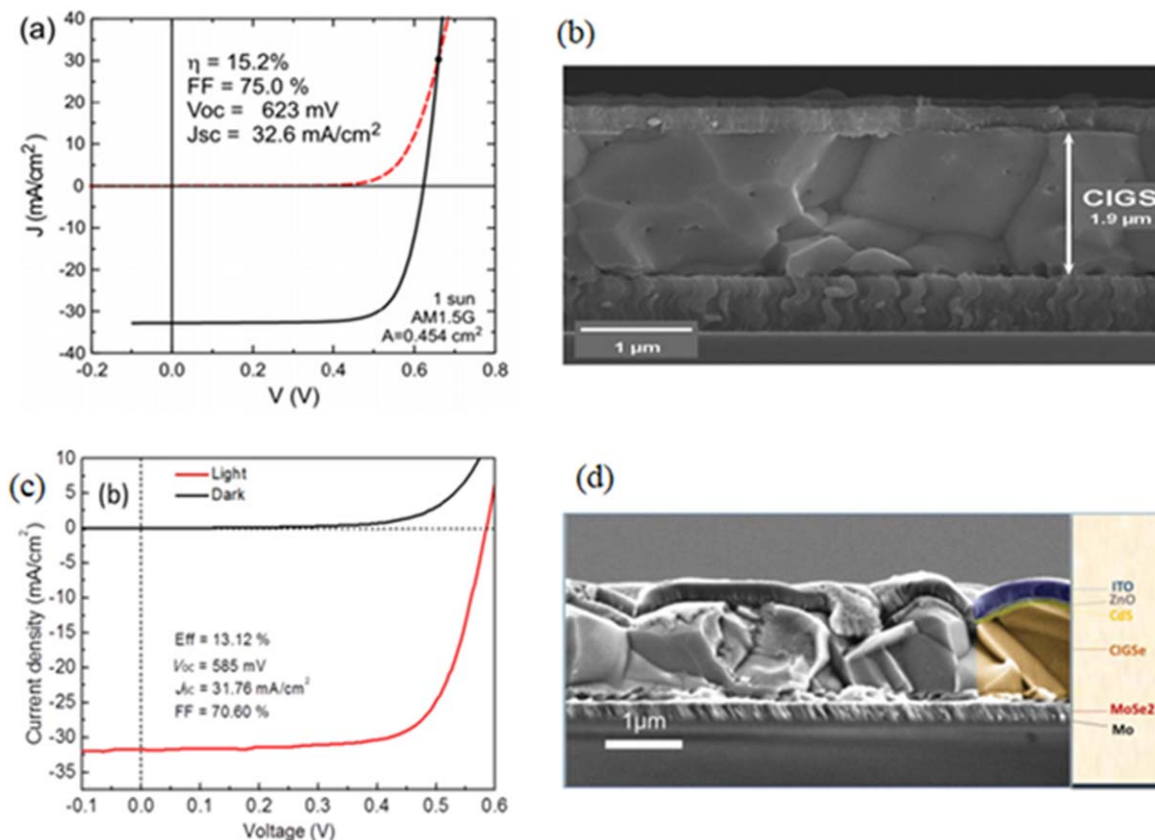 (a)
40
30
20
10
0
-10
-20
-30
-40
J (mA/cm²)
η = 15.2%
FF = 75.0 %
Voc = 623 mV
Jsc = 32.6 mA/cm²
1 sun
AM1.5G
A=0.454 cm²
-0.2 0.0 0.2 0.4 0.6 0.8
V (V)
(b)
CIGS
1.9 µm
1 µm
(c)
(b)
10
5
0
-5
-10
-15
-20
-25
-30
-35
Current density (mA/cm²)
Light
Dark
Eff = 13.12 %
Voc = 585 mV
Jsc = 31.76 mA/cm²
FF = 70.60 %
-0.1 0.0 0.1 0.2 0.3 0.4 0.5 0.6
Voltage (V)
(d)
ITO
ZnO
CdS
CIGSe
MoSe2
Mo
1µm